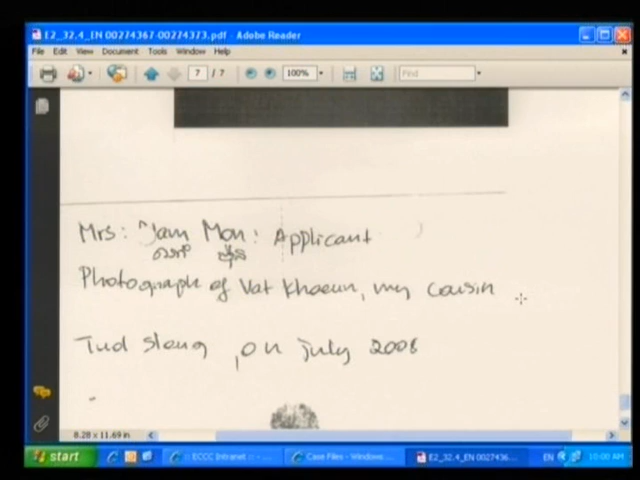 E2_32.4_EN 00274367-00274373.pdf - Adobe Reader
File Edit View Document Tools Window Help
7 / 7 100% Find
Mrs: "Jam Mon: Applicant
Photograph of Vat Khoeun, my cousin
Tuol Sleng, on july 2008
8.28 x 11.69 in
start ECCC Intranet :: -... Case Files - Windows... E2_32.4_EN 0027436... EN 10:00 AM